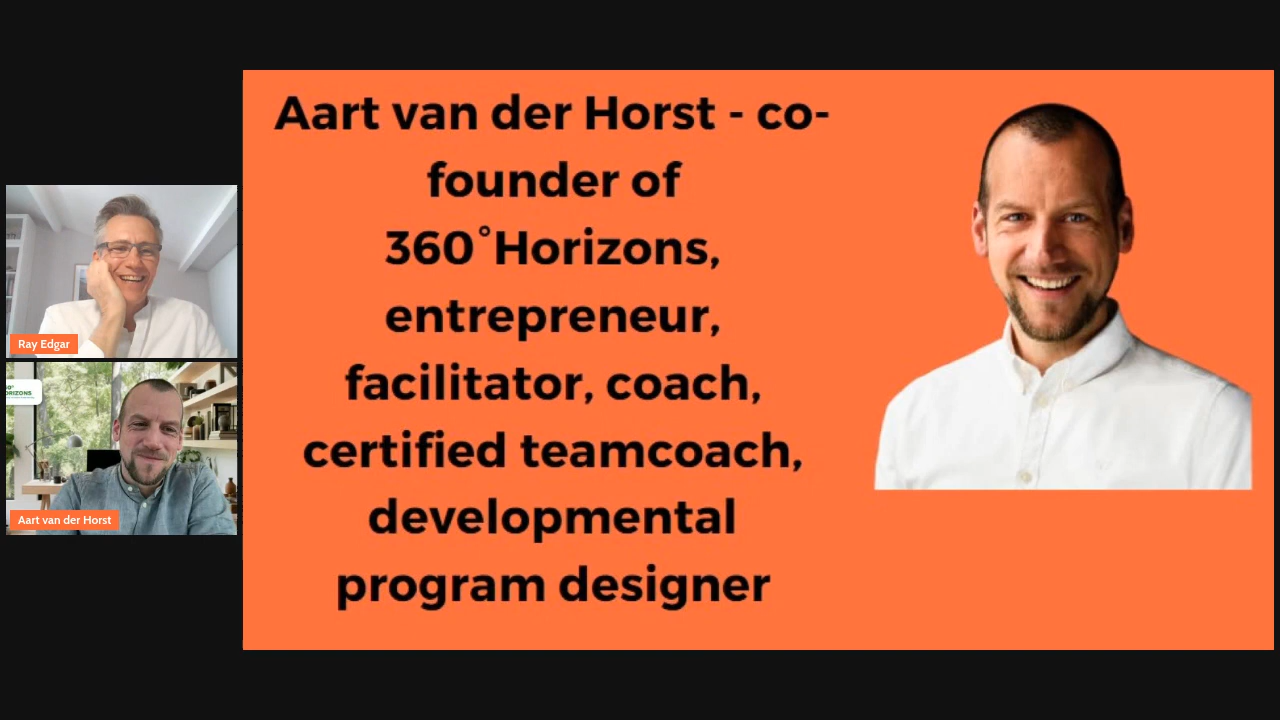 Aart van der Horst - co-
founder of
360°Horizons,
entrepreneur,
facilitator, coach,
certified teamcoach,
developmental
program designer
Ray Edgar
ORIZONS
Aart van der Horst